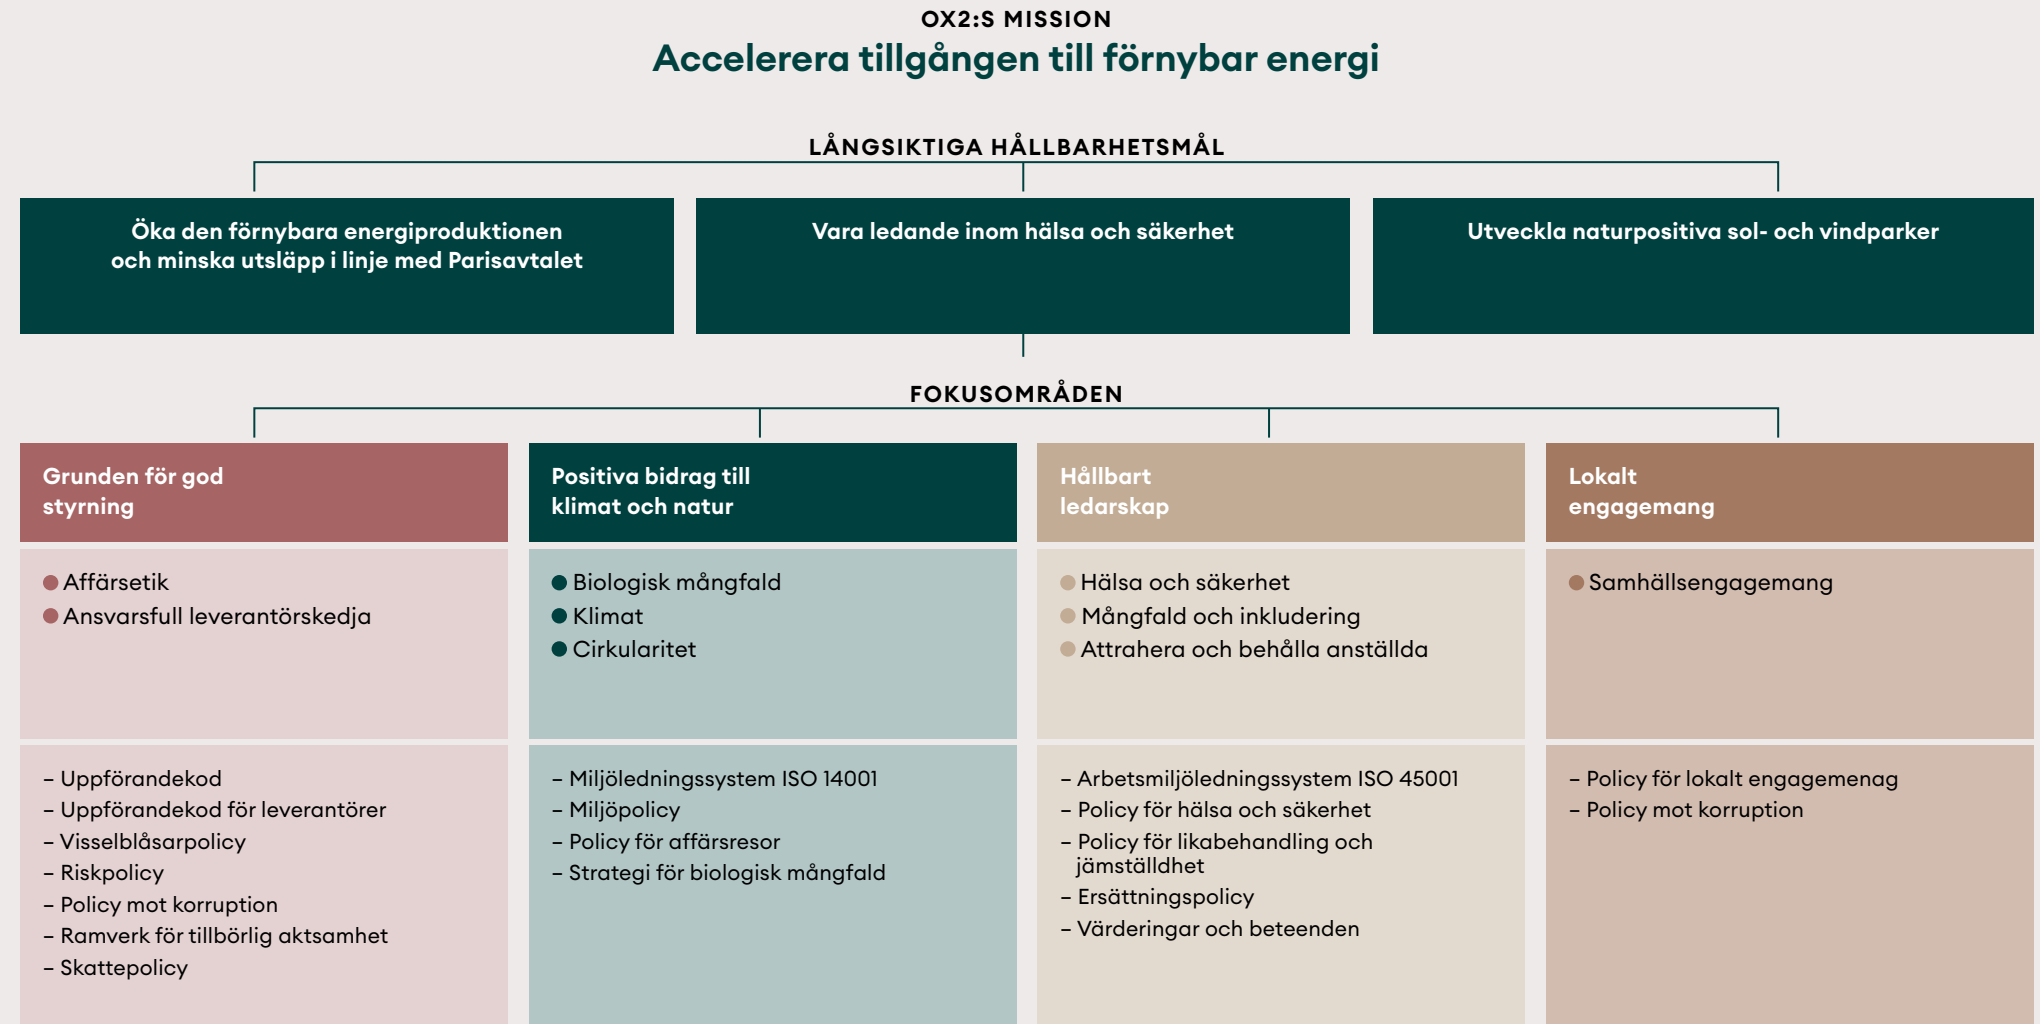 OX2:S MISSION
Accelerera tillgången till förnybar energi
LÅNGSIKTIGA HÅLLBARHETSMÅL
Öka den förnybara energiproduktionen
och minska utsläpp i linje med Parisavtalet
Vara ledande inom hälsa och säkerhet
Utveckla naturpositiva sol- och vindparker
FOKUSOMRÅDEN
Grunden för god
styrning
● Affärsetik
● Ansvarsfull leverantörskedja
– Uppförandekod
– Uppförandekod för leverantörer
– Visselblåsarpolicy
– Riskpolicy
– Policy mot korruption
– Ramverk för tillbörlig aktsamhet
– Skattepolicy
Positiva bidrag till
klimat och natur
● Biologisk mångfald
● Klimat
● Cirkularitet
– Miljöledningssystem ISO 14001
– Miljöpolicy
– Policy för affärsresor
– Strategi för biologisk mångfald
Hållbart
ledarskap
● Hälsa och säkerhet
● Mångfald och inkludering
● Attrahera och behålla anställda
– Arbetsmiljöledningssystem ISO 45001
– Policy för hälsa och säkerhet
– Policy för likabehandling och
jämställdhet
– Ersättningspolicy
– Värderingar och beteenden
Lokalt
engagemang
● Samhällsengagemang
– Policy för lokalt engagemenag
– Policy mot korruption